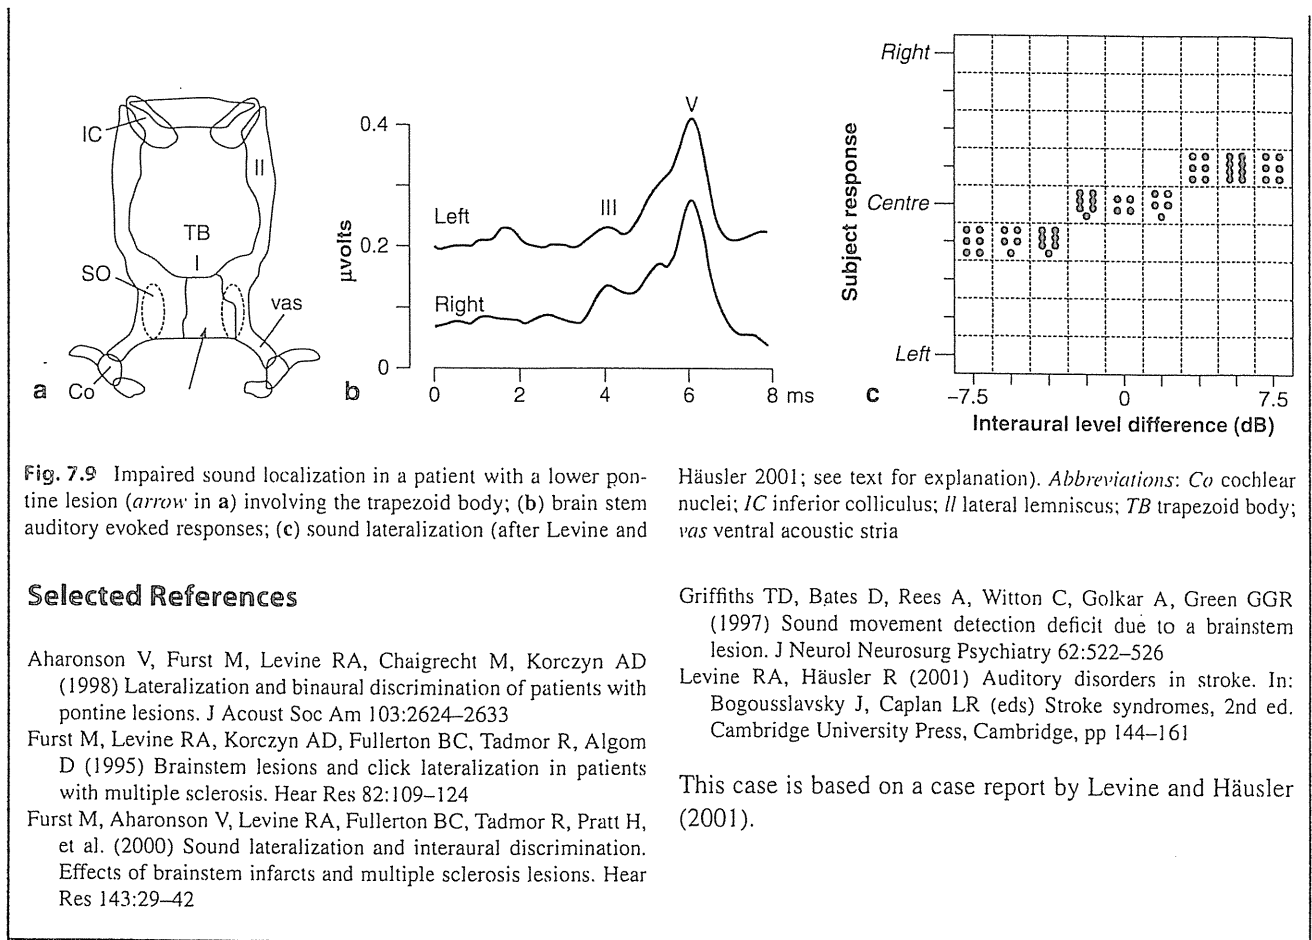 IC
II
TB
SO
vas
Co
a
b
0.4
0.2
0
µvolts
V
III
Left
Right
0
2
4
6
8 ms
c
Right
Centre
Left
Subject response
-7.5
0
7.5
Interaural level difference (dB)
Fig. 7.9 Impaired sound localization in a patient with a lower pon-
tine lesion (arrow in a) involving the trapezoid body; (b) brain stem
auditory evoked responses; (c) sound lateralization (after Levine and
Häusler 2001; see text for explanation). Abbreviations: Co cochlear
nuclei; IC inferior colliculus; ll lateral lemniscus; TB trapezoid body;
vas ventral acoustic stria
Selected References
Aharonson V, Furst M, Levine RA, Chaigrecht M, Korczyn AD
(1998) Lateralization and binaural discrimination of patients with
pontine lesions. J Acoust Soc Am 103:2624–2633
Furst M, Levine RA, Korczyn AD, Fullerton BC, Tadmor R, Algom
D (1995) Brainstem lesions and click lateralization in patients
with multiple sclerosis. Hear Res 82:109–124
Furst M, Aharonson V, Levine RA, Fullerton BC, Tadmor R, Pratt H,
et al. (2000) Sound lateralization and interaural discrimination.
Effects of brainstem infarcts and multiple sclerosis lesions. Hear
Res 143:29–42
Griffiths TD, Bates D, Rees A, Witton C, Golkar A, Green GGR
(1997) Sound movement detection deficit due to a brainstem
lesion. J Neurol Neurosurg Psychiatry 62:522–526
Levine RA, Häusler R (2001) Auditory disorders in stroke. In:
Bogousslavsky J, Caplan LR (eds) Stroke syndromes, 2nd ed.
Cambridge University Press, Cambridge, pp 144–161
This case is based on a case report by Levine and Häusler
(2001).